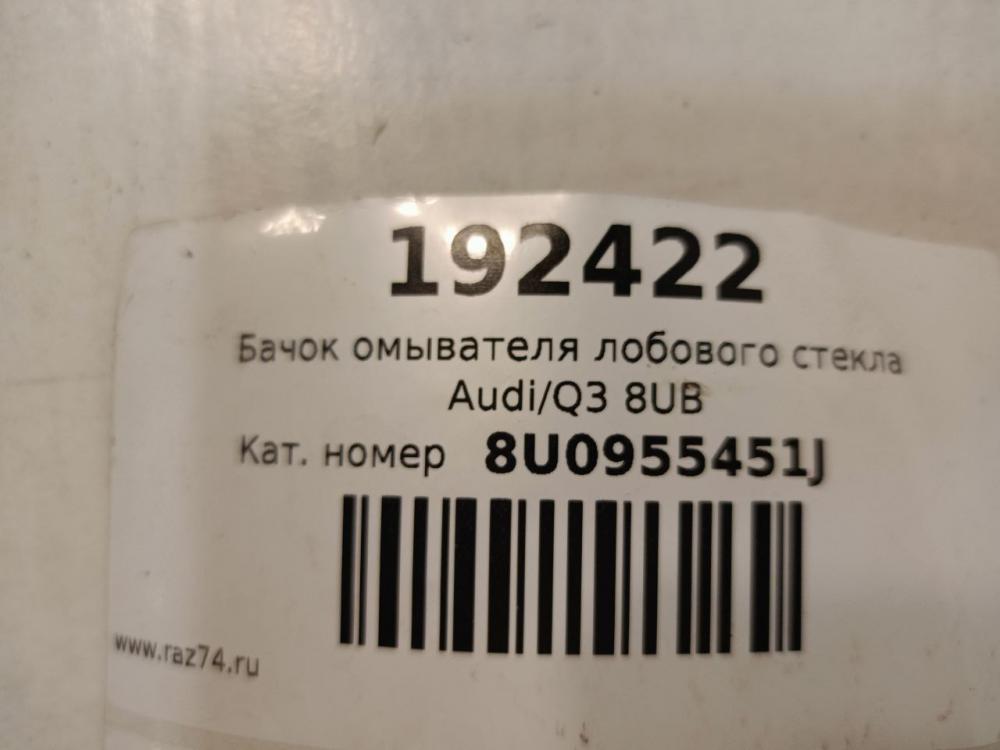 192422
Бачок омывателя лобового стекла
Audi/Q3 8UB
Кат. номер 8U0955451J
www.raz74.ru